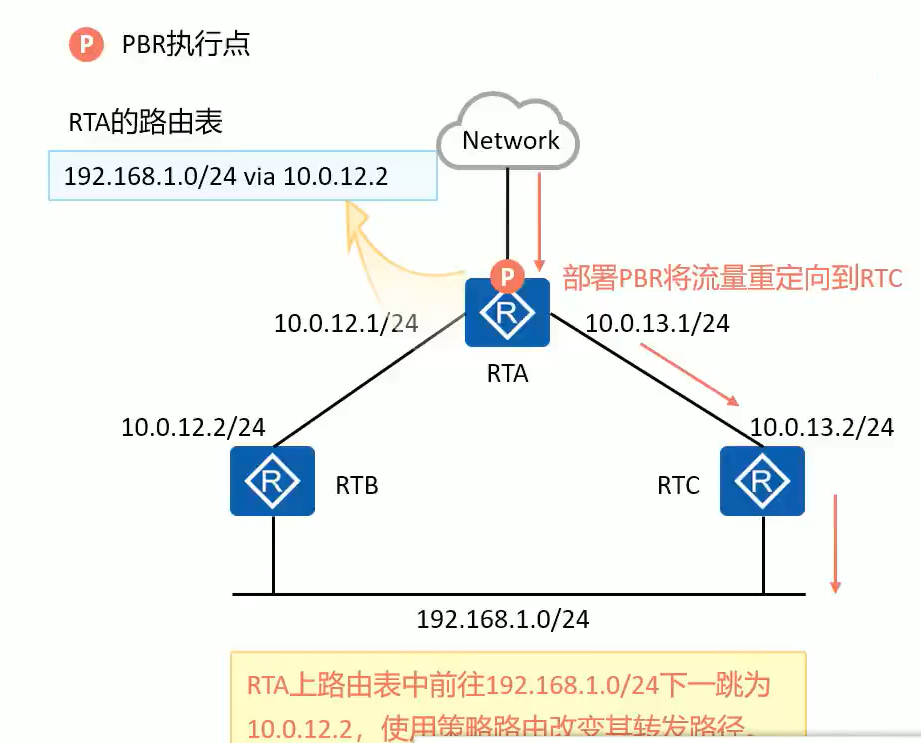 P PBR执行点
RTA的路由表
Network
192.168.1.0/24 via 10.0.12.2
P
部署PBR将流量重定向到RTC
R
10.0.12.1/24
10.0.13.1/24
RTA
10.0.12.2/24
10.0.13.2/24
R
RTB
RTC
R
192.168.1.0/24
RTA上路由表中前往192.168.1.0/24下一跳为
10.0.12.2，使用策略路由改变其转发路径。